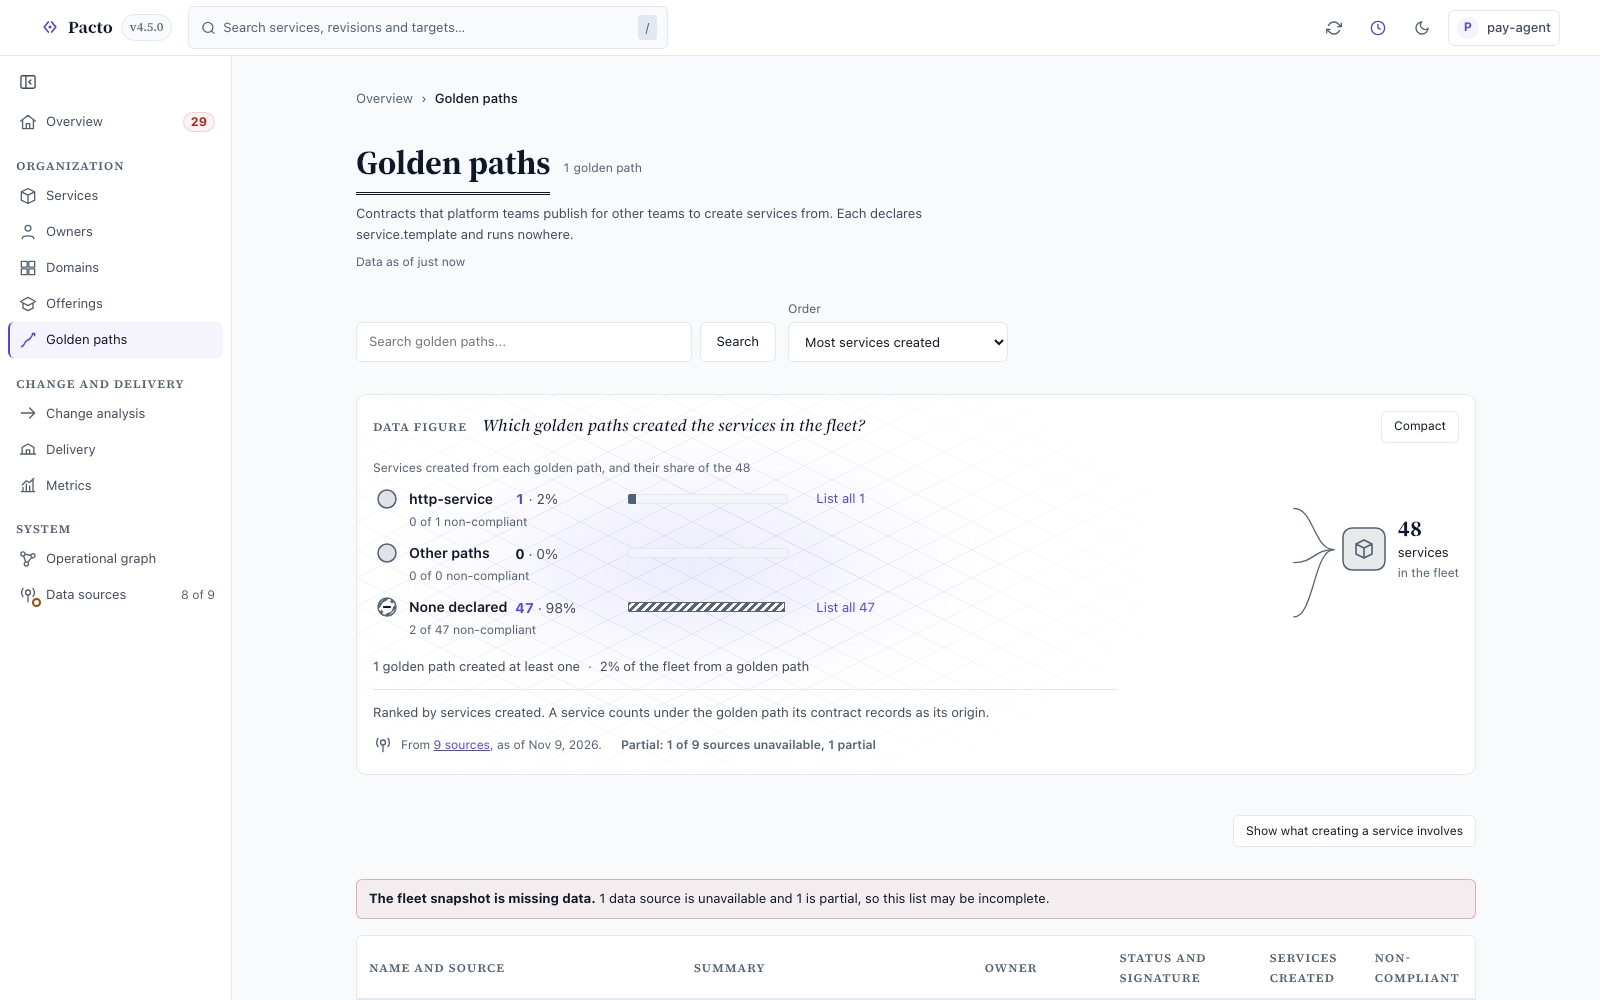 Pacto v4.5.0 Search services, revisions and targets... / P pay-agent
Overview 29
ORGANIZATION
Services
Owners
Domains
Offerings
Golden paths
CHANGE AND DELIVERY
Change analysis
Delivery
Metrics
SYSTEM
Operational graph
Data sources 8 of 9
Overview › Golden paths
Golden paths 1 golden path
Contracts that platform teams publish for other teams to create services from. Each declares
service.template and runs nowhere.
Data as of just now
Order
Search golden paths... Search Most services created
DATA FIGURE Which golden paths created the services in the fleet? Compact
Services created from each golden path, and their share of the 48
http-service 1 · 2% List all 1
0 of 1 non-compliant
Other paths 0 · 0%
0 of 0 non-compliant
None declared 47 · 98% List all 47
2 of 47 non-compliant
48
services
in the fleet
1 golden path created at least one · 2% of the fleet from a golden path
Ranked by services created. A service counts under the golden path its contract records as its origin.
From 9 sources, as of Nov 9, 2026. Partial: 1 of 9 sources unavailable, 1 partial
Show what creating a service involves
The fleet snapshot is missing data. 1 data source is unavailable and 1 is partial, so this list may be incomplete.
NAME AND SOURCE SUMMARY OWNER STATUS AND SIGNATURE SERVICES CREATED NON-COMPLIANT